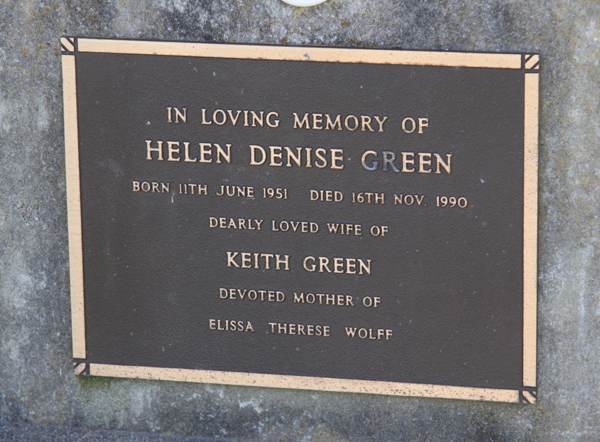 IN LOVING MEMORY OF
HELEN DENISE GREEN
BORN 11TH JUNE 1951 DIED 16TH NOV. 1990
DEARLY LOVED WIFE OF
KEITH GREEN
DEVOTED MOTHER OF
ELISSA THERESE WOLFF